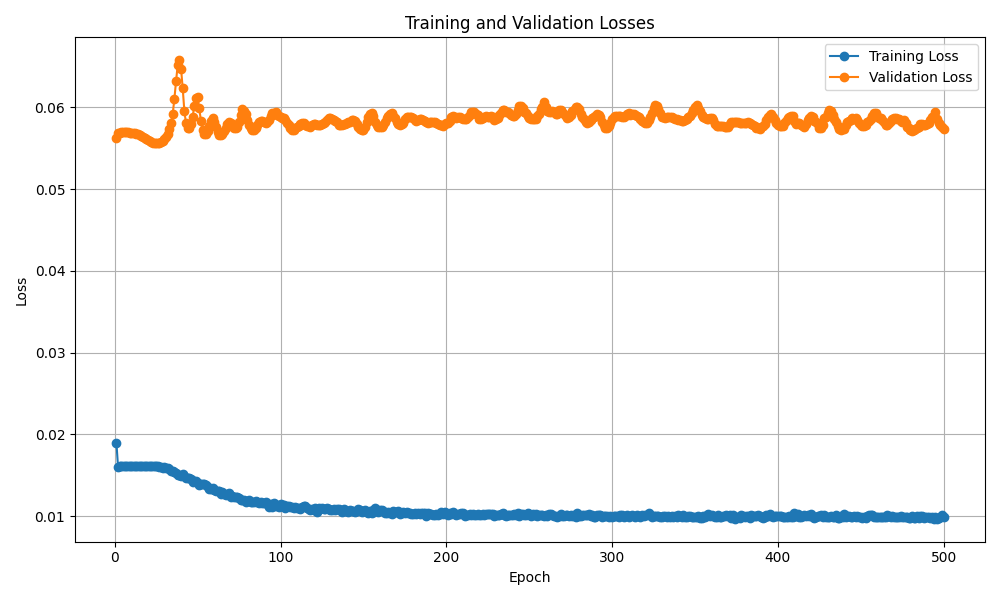 Training and Validation Losses
Training Loss
Validation Loss
Loss
0.06
0.05
0.04
0.03
0.02
0.01
0
100
200
300
400
500
Epoch